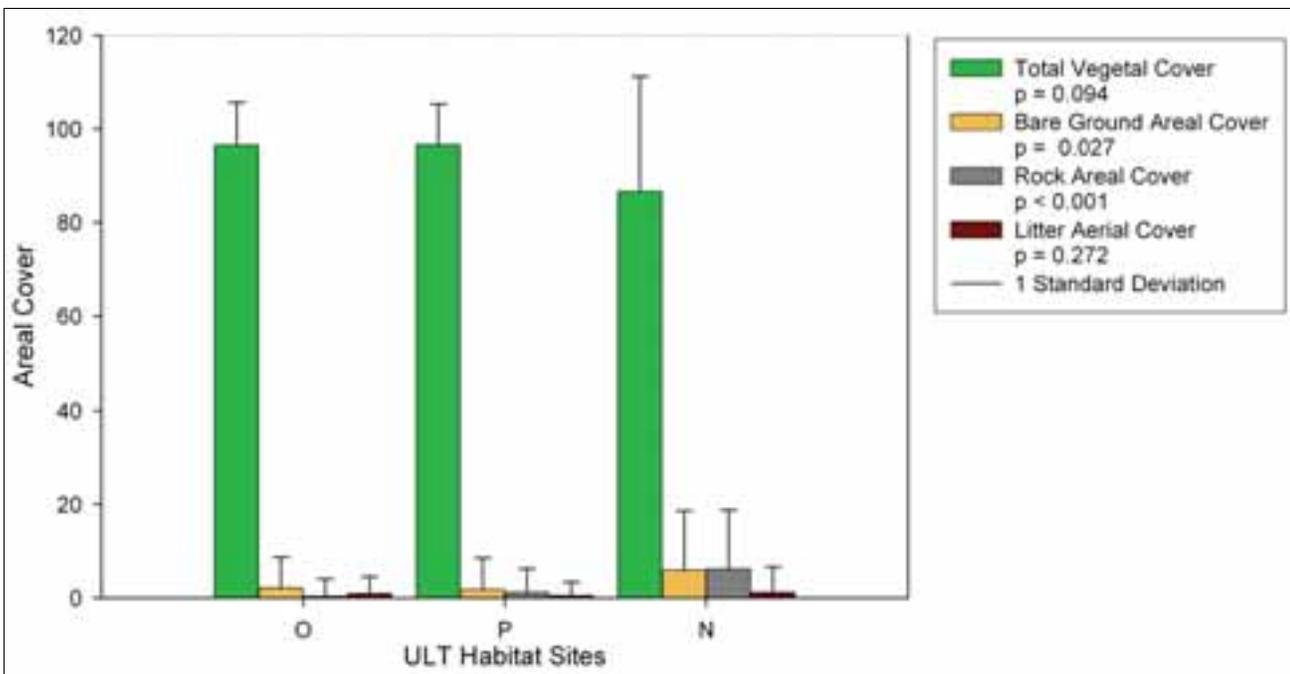 120
100
80
60
40
20
0
Areal Cover
O P N
ULT Habitat Sites
Total Vegetal Cover
p = 0.094
Bare Ground Areal Cover
p = 0.027
Rock Areal Cover
p < 0.001
Litter Aerial Cover
p = 0.272
1 Standard Deviation